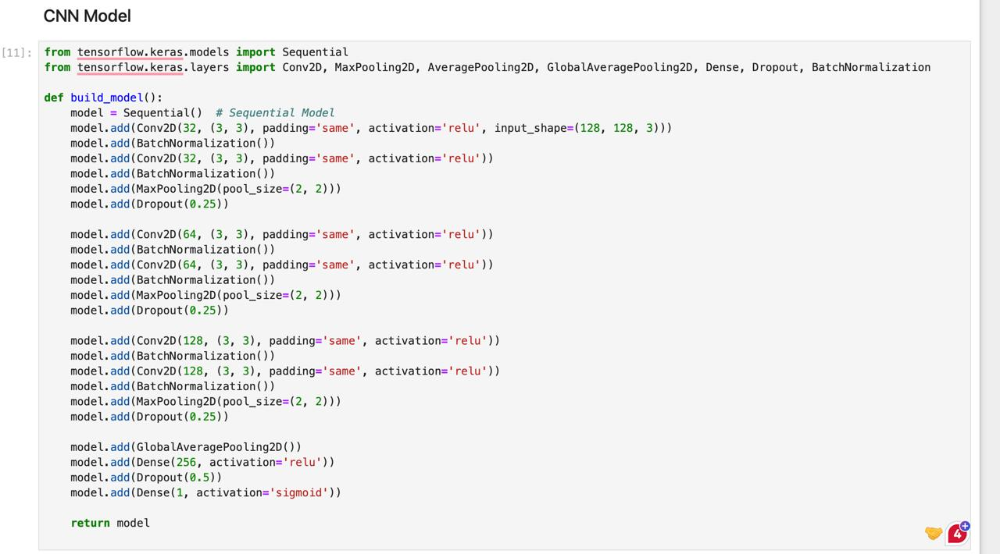 CNN Model
[11]:
from tensorflow.keras.models import Sequential
from tensorflow.keras.layers import Conv2D, MaxPooling2D, AveragePooling2D, GlobalAveragePooling2D, Dense, Dropout, BatchNormalization

def build_model():
    model = Sequential()  # Sequential Model
    model.add(Conv2D(32, (3, 3), padding='same', activation='relu', input_shape=(128, 128, 3)))
    model.add(BatchNormalization())
    model.add(Conv2D(32, (3, 3), padding='same', activation='relu'))
    model.add(BatchNormalization())
    model.add(MaxPooling2D(pool_size=(2, 2)))
    model.add(Dropout(0.25))

    model.add(Conv2D(64, (3, 3), padding='same', activation='relu'))
    model.add(BatchNormalization())
    model.add(Conv2D(64, (3, 3), padding='same', activation='relu'))
    model.add(BatchNormalization())
    model.add(MaxPooling2D(pool_size=(2, 2)))
    model.add(Dropout(0.25))

    model.add(Conv2D(128, (3, 3), padding='same', activation='relu'))
    model.add(BatchNormalization())
    model.add(Conv2D(128, (3, 3), padding='same', activation='relu'))
    model.add(BatchNormalization())
    model.add(MaxPooling2D(pool_size=(2, 2)))
    model.add(Dropout(0.25))

    model.add(GlobalAveragePooling2D())
    model.add(Dense(256, activation='relu'))
    model.add(Dropout(0.5))
    model.add(Dense(1, activation='sigmoid'))

    return model
4